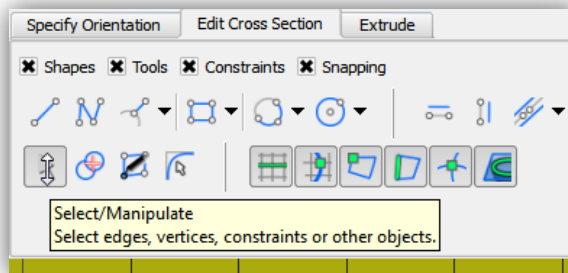 Specify Orientation Edit Cross Section Extrude
Shapes Tools Constraints Snapping
Select/Manipulate
Select edges, vertices, constraints or other objects.